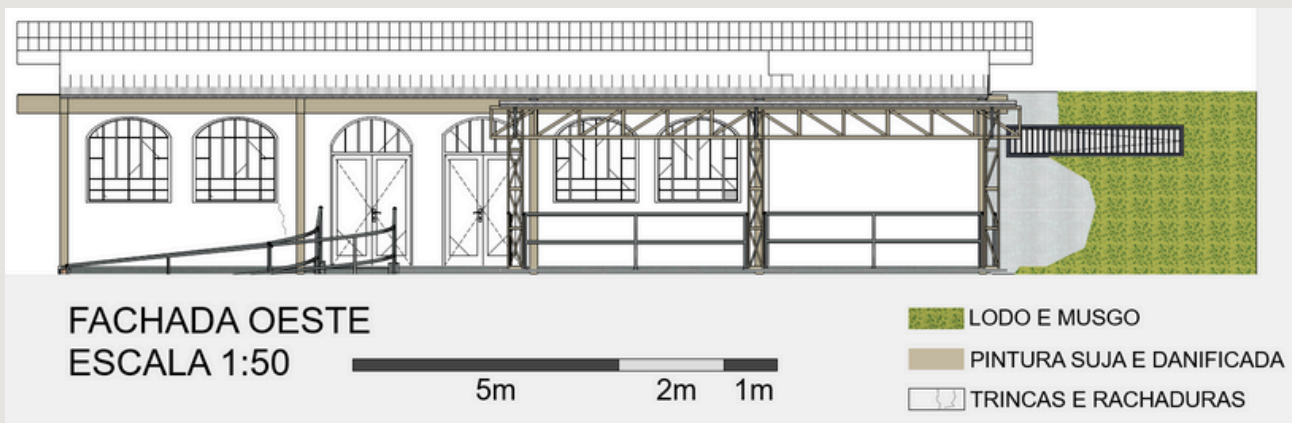 FACHADA OESTE
ESCALA 1:50
5m 2m 1m
LODO E MUSGO
PINTURA SUJA E DANIFICADA
TRINCAS E RACHADURAS